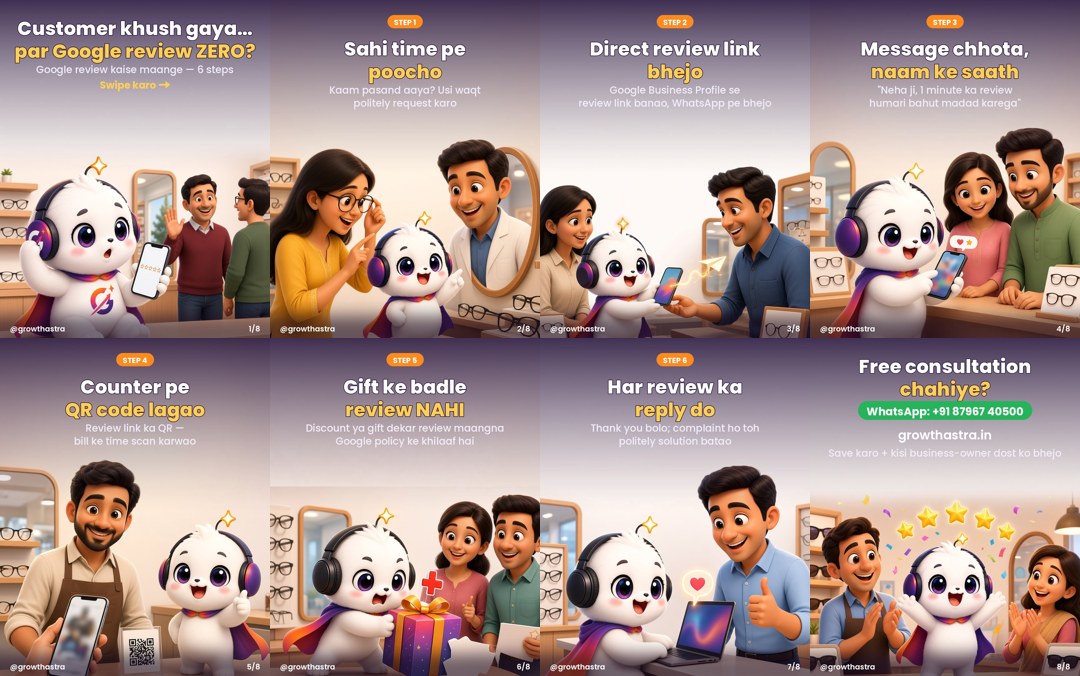 Customer khush gaya...
par Google review ZERO?
Google review kaise maange — 6 steps
Swipe karo →
@growthastra
1/8
STEP 1
Sahi time pe
poocho
Kaam pasand aaya? Usi waqt
politely request karo
@growthastra
2/8
STEP 2
Direct review link
bhejo
Google Business Profile se
review link banao, WhatsApp pe bhejo
@growthastra
3/8
STEP 3
Message chhota,
naam ke saath
"Neha ji, 1 minute ka review
humari bahut madad karega"
@growthastra
4/8
STEP 4
Counter pe
QR code lagao
Review link ka QR —
bill ke time scan karwao
@growthastra
5/8
STEP 5
Gift ke badle
review NAHI
Discount ya gift dekar review maangna
Google policy ke khilaaf hai
@growthastra
6/8
STEP 6
Har review ka
reply do
Thank you bolo; complaint ho toh
politely solution batao
@growthastra
7/8
Free consultation
chahiye?
WhatsApp: +91 87967 40500
growthastra.in
Save karo + kisi business-owner dost ko bhejo
@growthastra
8/8